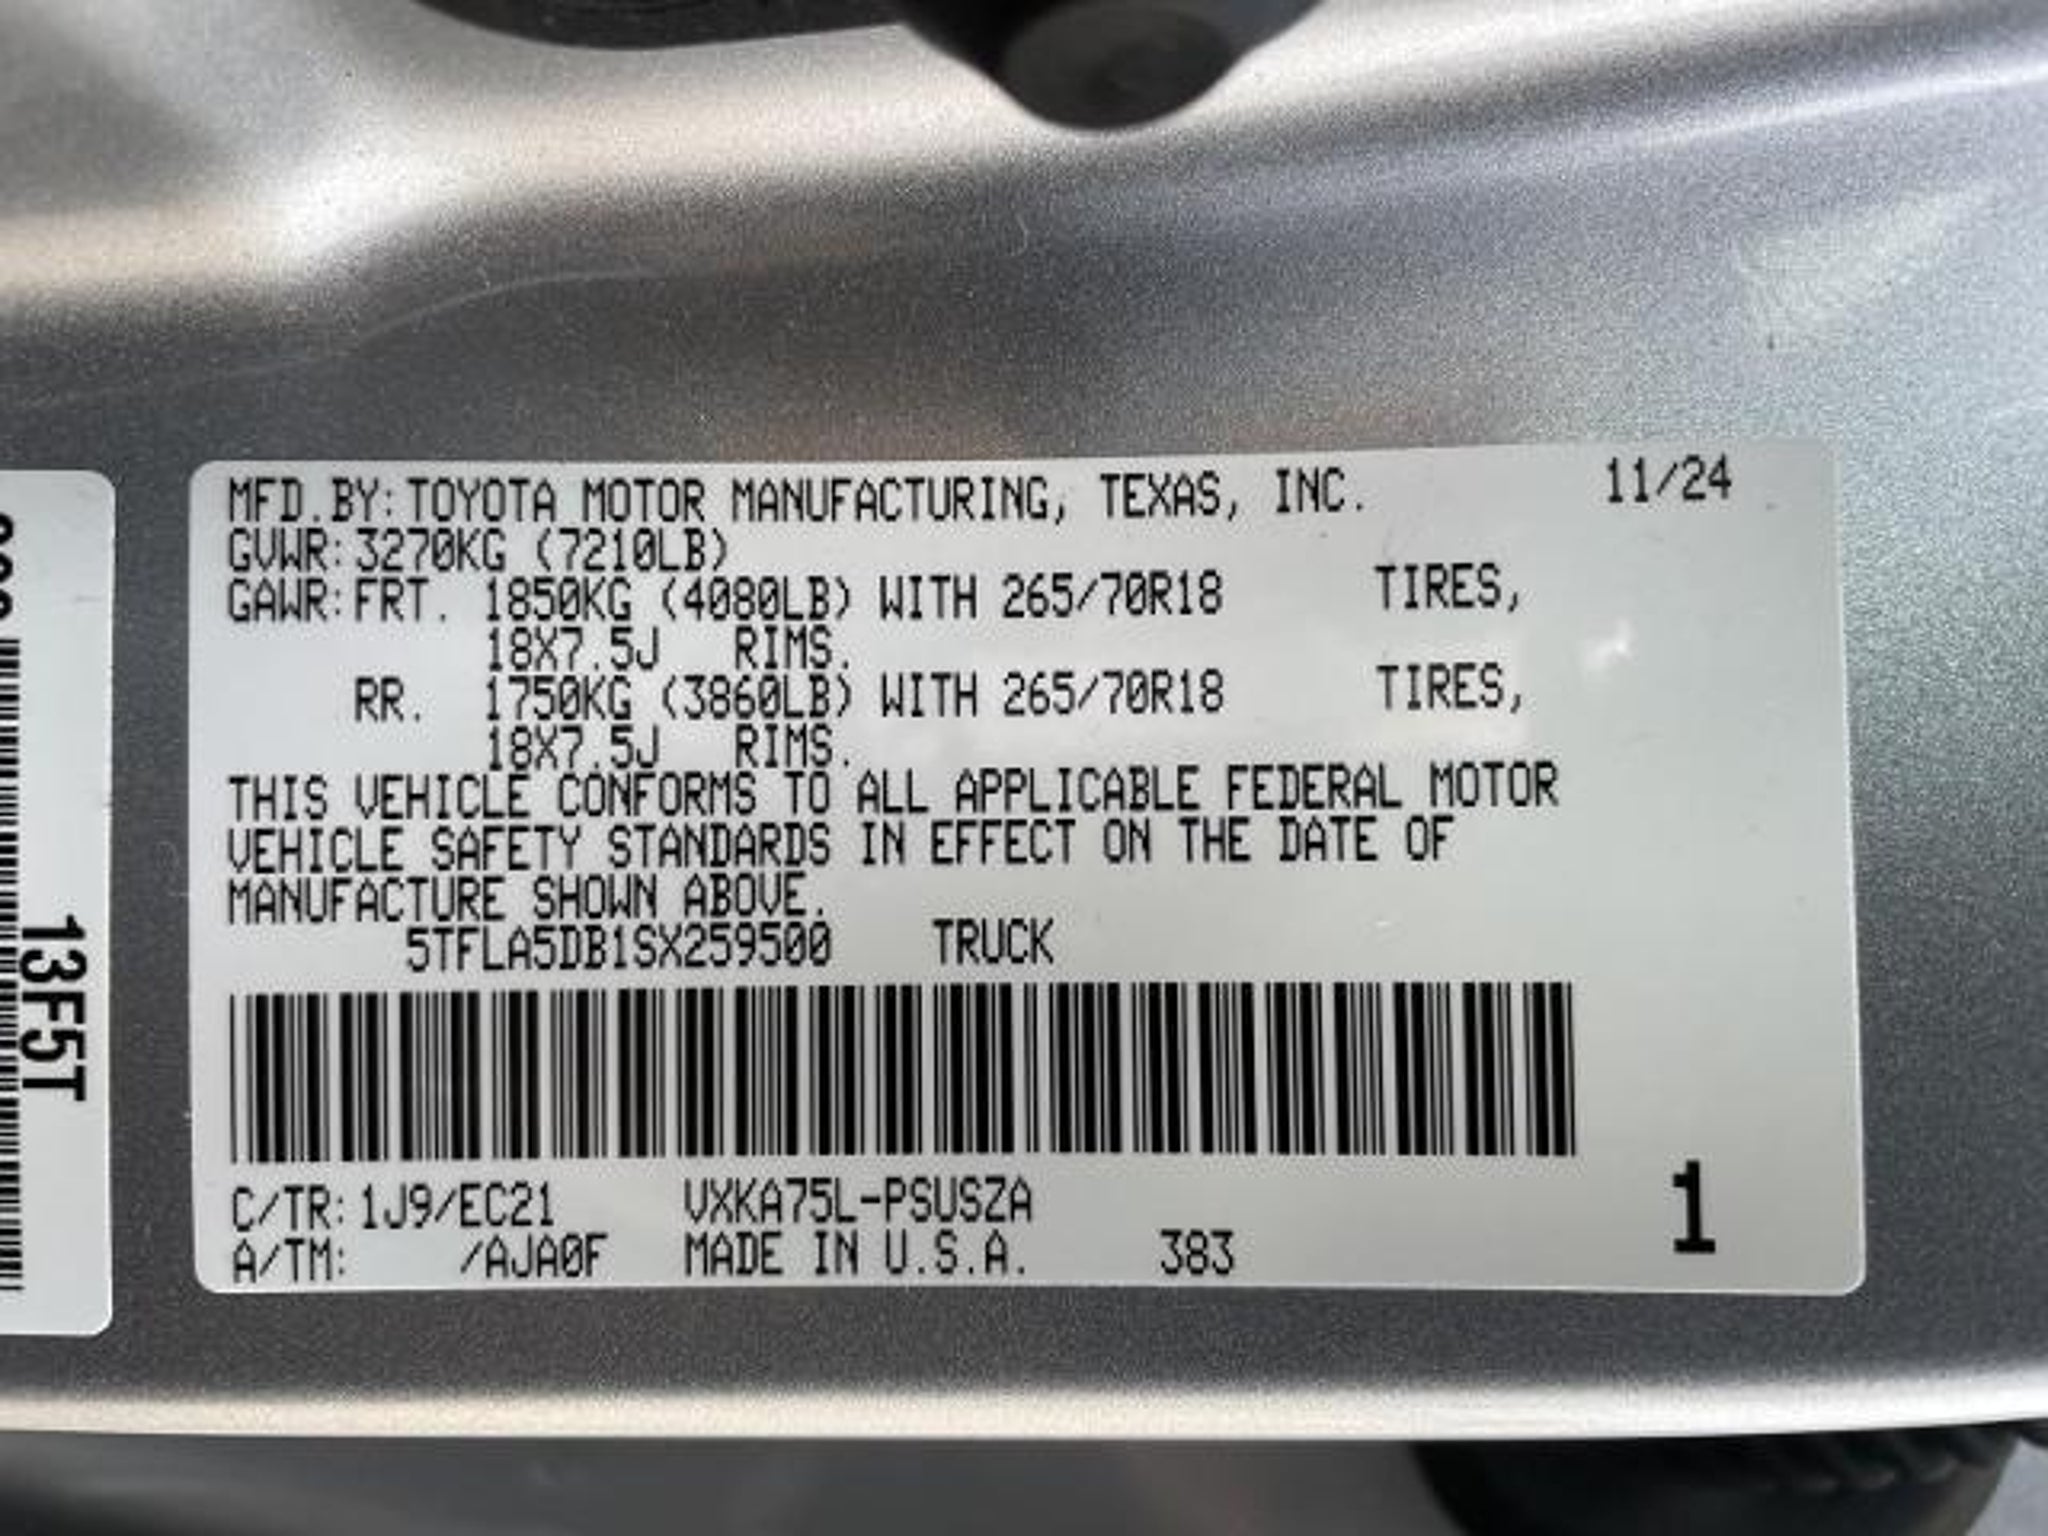 MFD.BY:TOYOTA MOTOR MANUFACTURING, TEXAS, INC. 11/24
GVWR:3270KG (7210LB)
GAWR:FRT. 1850KG (4080LB) WITH 265/70R18 TIRES,
18X7.5J RIMS.
RR. 1750KG (3860LB) WITH 265/70R18 TIRES,
18X7.5J RIMS.
THIS VEHICLE CONFORMS TO ALL APPLICABLE FEDERAL MOTOR
VEHICLE SAFETY STANDARDS IN EFFECT ON THE DATE OF
MANUFACTURE SHOWN ABOVE.
5TFLA5DB1SX259500 TRUCK
C/TR:1J9/EC21 VXKA75L-PSUSZA
A/TM: /AJA0F MADE IN U.S.A. 383
1
13F5T